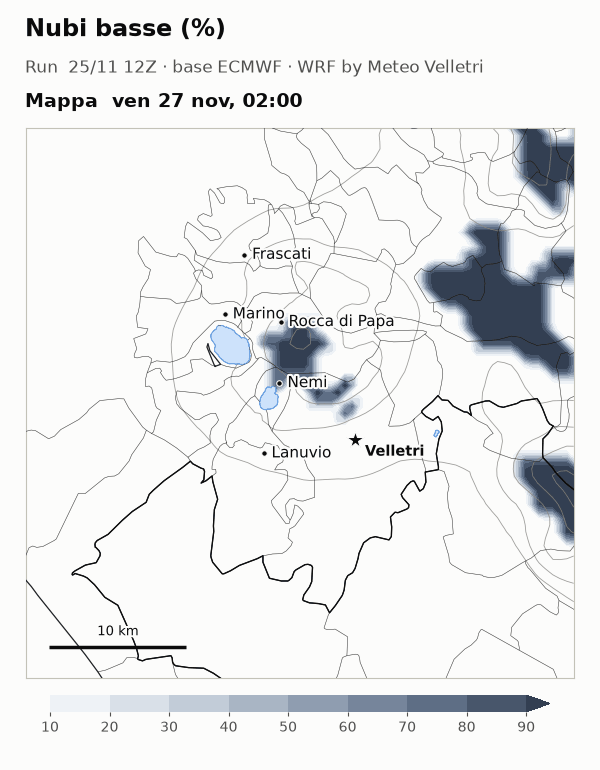 Nubi basse (%)
Run  25/11 12Z · base ECMWF · WRF by Meteo Velletri
Mappa  ven 27 nov, 02:00
Frascati
Marino
Rocca di Papa
Nemi
Velletri
Lanuvio
10 km
10 20 30 40 50 60 70 80 90